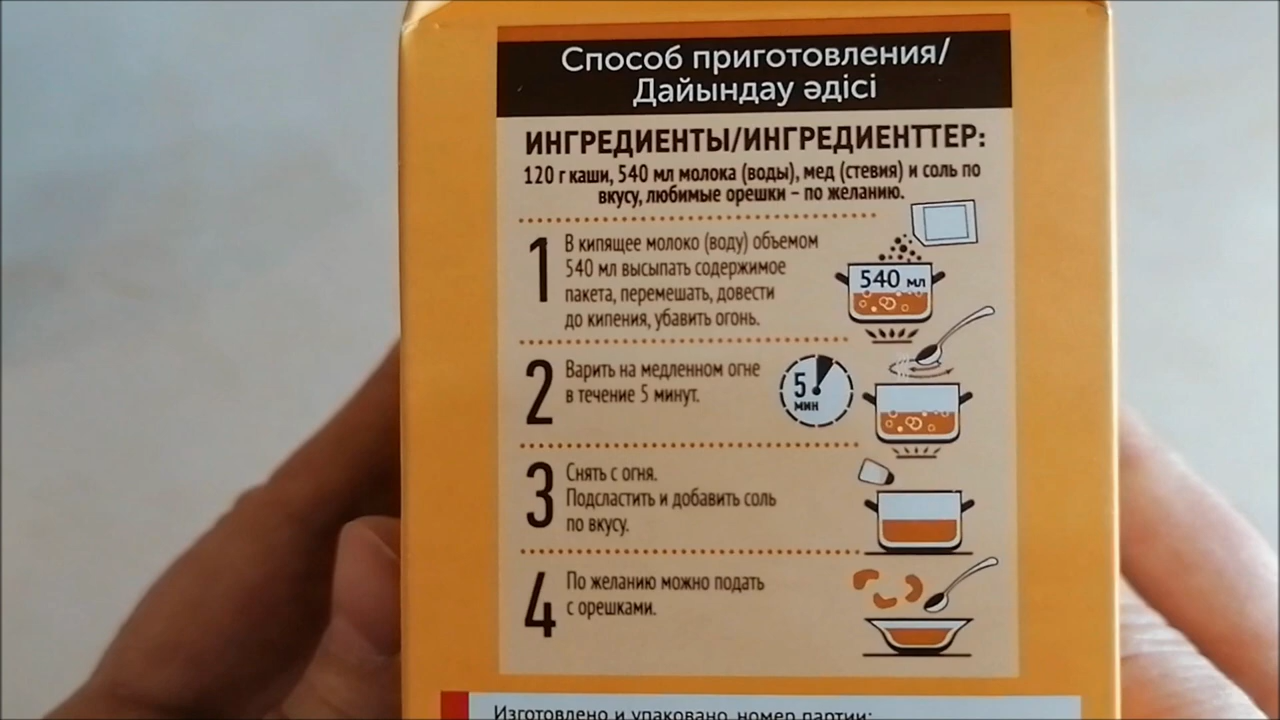 Способ приготовления/
Дайындау әдісі
ИНГРЕДИЕНТЫ/ИНГРЕДИЕНТТЕР:
120 г каши, 540 мл молока (воды), мед (стевия) и соль по
вкусу, любимые орешки – по желанию.
1
В кипящее молоко (воду) объемом
540 мл высыпать содержимое
пакета, перемешать, довести
до кипения, убавить огонь.
540 мл
2
Варить на медленном огне
в течение 5 минут.
5
мин
3
Снять с огня.
Подсластить и добавить соль
по вкусу.
4
По желанию можно подать
с орешками.
Изготовлено и упаковано, номер партии: